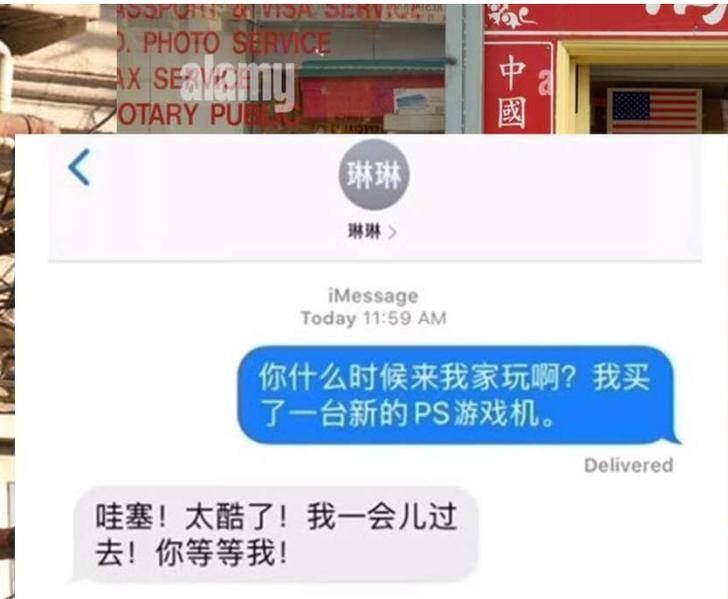 ASSPORT & VISA SERVICE
D. PHOTO SERVICE
AX SERVICE
OTARY PUBLIC
alamy
a
中
國
琳琳
琳琳
iMessage
Today 11:59 AM
你什么时候来我家玩啊？我买
了一台新的PS游戏机。
Delivered
哇塞！太酷了！我一会儿过
去！你等等我！